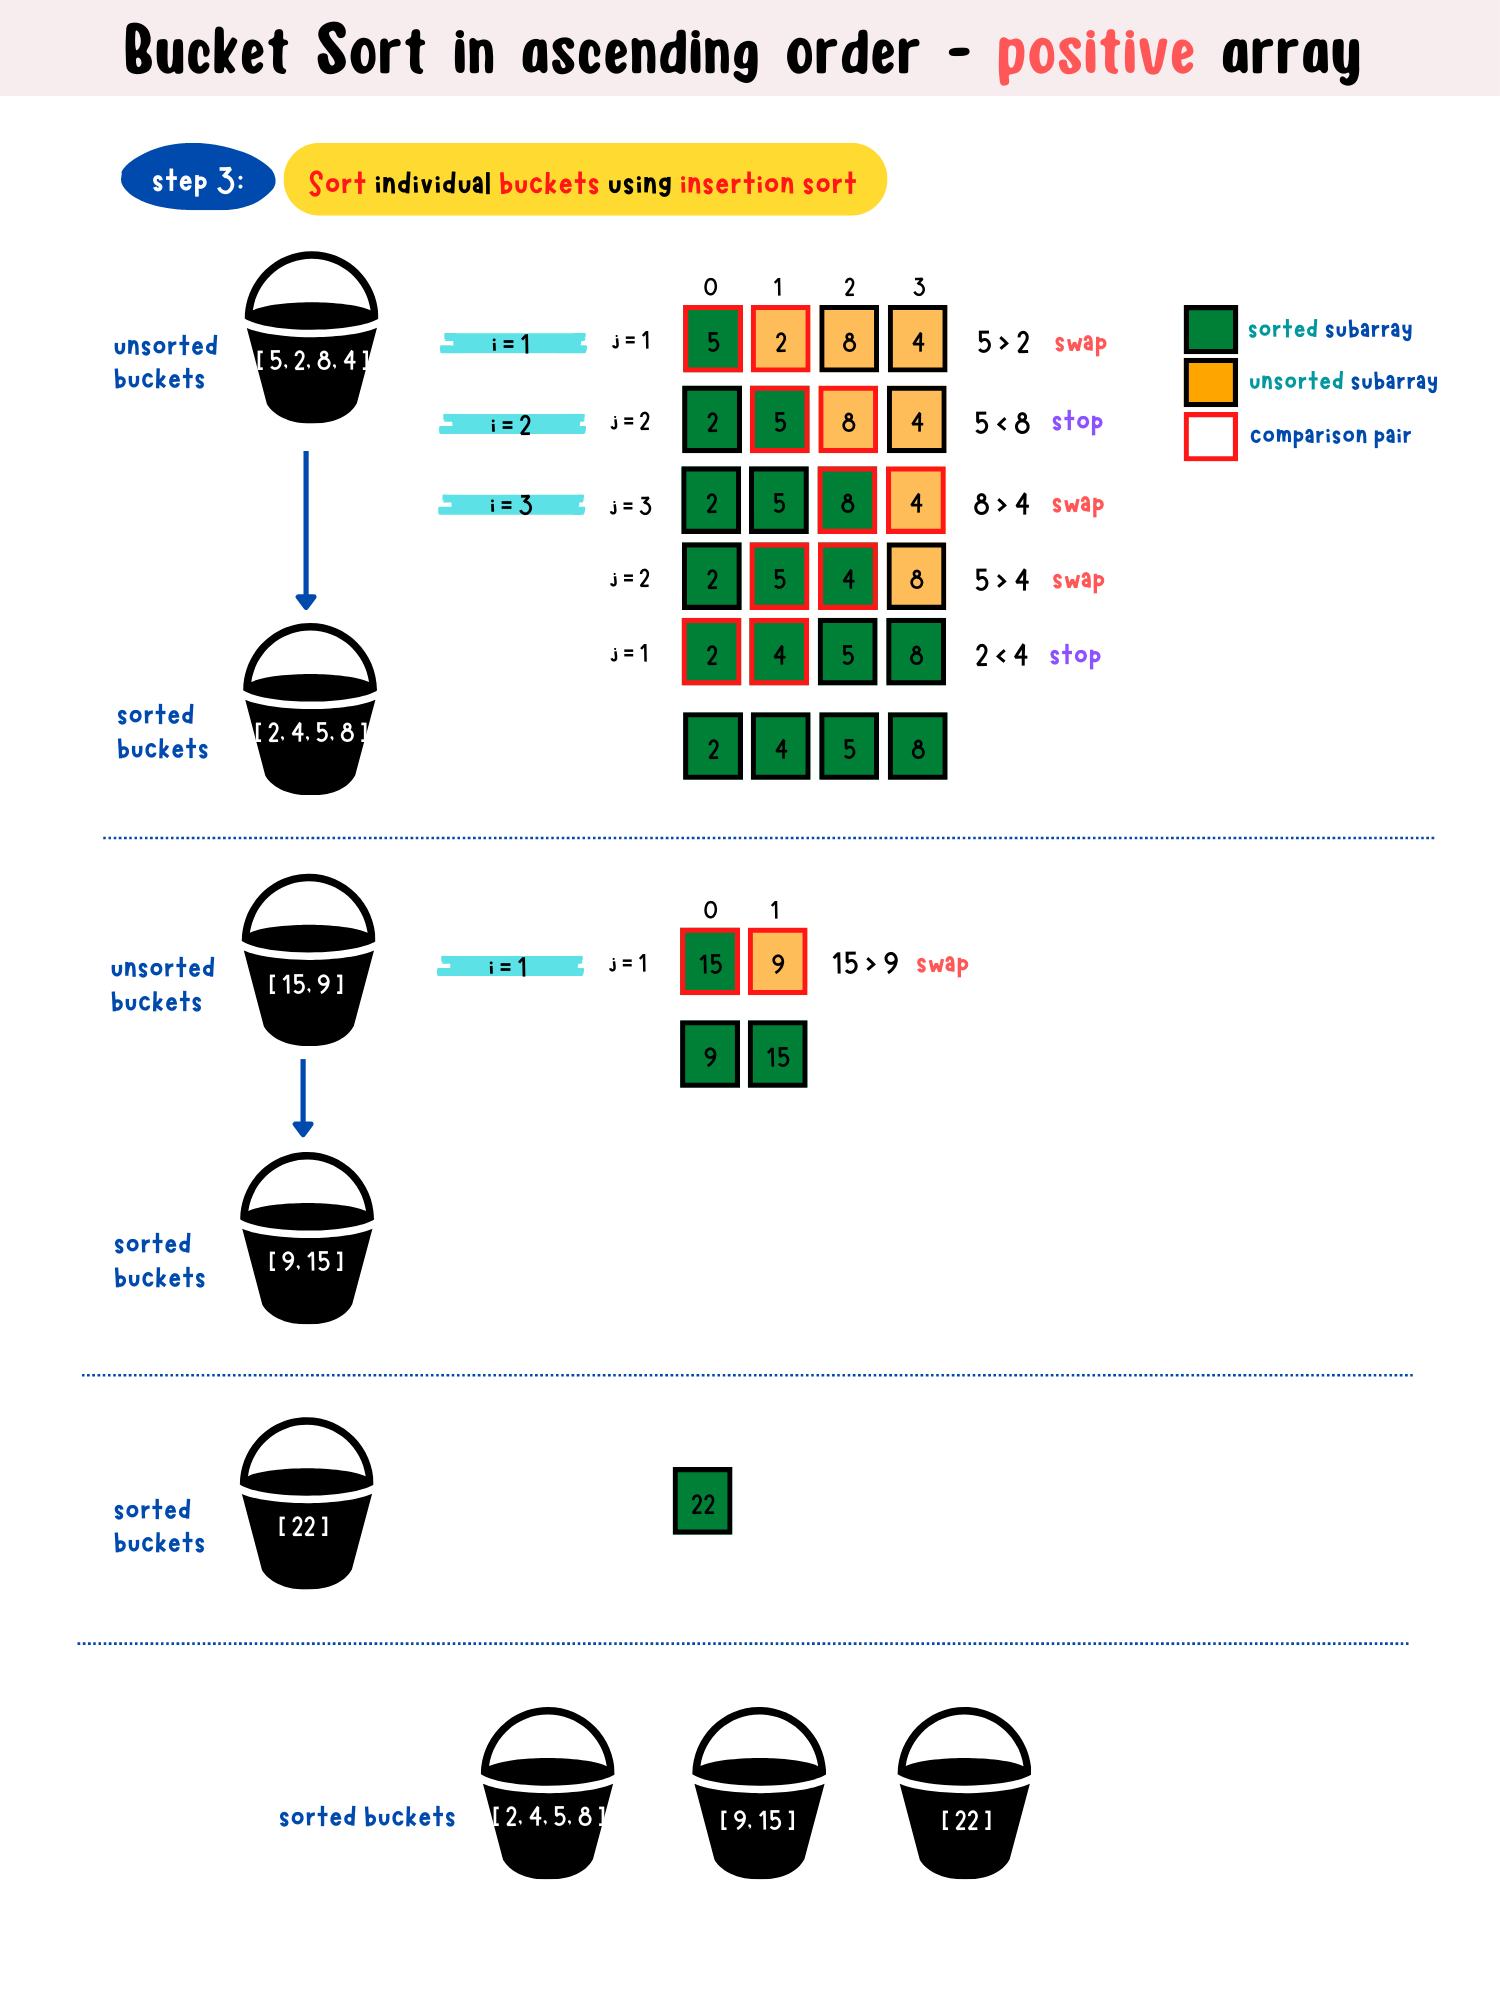 Bucket Sort in ascending order - positive array
step 3:
Sort individual buckets using insertion sort
0 1 2 3
unsorted
buckets
[ 5, 2, 8, 4 ]
i = 1 j = 1 5 2 8 4 5 > 2 swap
i = 2 j = 2 2 5 8 4 5 < 8 stop
i = 3 j = 3 2 5 8 4 8 > 4 swap
j = 2 2 5 4 8 5 > 4 swap
j = 1 2 4 5 8 2 < 4 stop
sorted subarray
unsorted subarray
comparison pair
sorted
buckets
[ 2, 4, 5, 8 ]
2 4 5 8
0 1
unsorted
buckets
[ 15, 9 ]
i = 1 j = 1 15 9 15 > 9 swap
9 15
sorted
buckets
[ 9, 15 ]
sorted
buckets
[ 22 ]
22
sorted buckets [ 2, 4, 5, 8 ] [ 9, 15 ] [ 22 ]